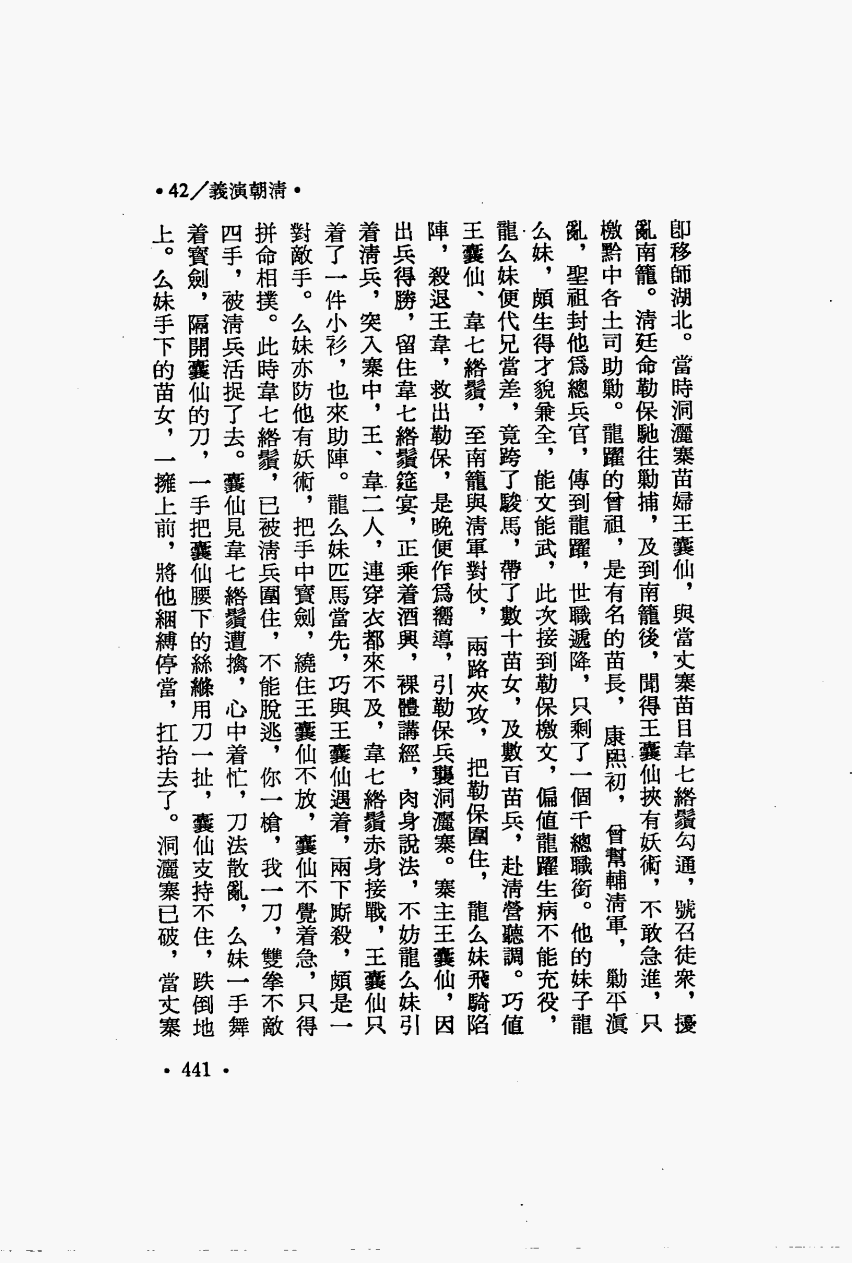 ·42／義演朝清·
卽移師湖北。當時洞灑寨苗婦王囊仙，與當丈寨苗目韋七綹鬚勾通，號召徒衆，擾
亂南籠。清廷命勒保馳往勦捕，及到南籠後，聞得王囊仙挾有妖術，不敢急進，只
檄黔中各土司助勦。龍躍的曾祖，是有名的苗長，康熙初，曾幫輔清軍，勦平滇
亂，聖祖封他爲總兵官，傳到龍躍，世職遞降，只剩了一個千總職銜。他的妹子龍
么妹，頗生得才貌兼全，能文能武，此次接到勒保檄文，偏値龍躍生病不能充役，
龍么妹便代兄當差，竟跨了駿馬，帶了數十苗女，及數百苗兵，赴清營聽調。巧値
王囊仙、韋七綹鬚，至南籠與清軍對仗，兩路夾攻，把勒保圍住，龍么妹飛騎陷
陣，殺退王韋，救出勒保，是晚便作爲嚮導，引勒保兵襲洞灑寨。寨主王囊仙，因
出兵得勝，留住韋七綹鬚筵宴，正乘着酒興，裸體講經，肉身說法，不妨龍么妹引
着清兵，突入寨中，王、韋二人，連穿衣都來不及，韋七綹鬚赤身接戰，王囊仙只
着了一件小衫，也來助陣。龍么妹匹馬當先，巧與王囊仙遇着，兩下厮殺，頗是一
對敵手。么妹亦防他有妖術，把手中寳劍，繞住王囊仙不放，囊仙不覺着急，只得
拼命相撲。此時韋七綹鬚，已被清兵圍住，不能脫逃，你一槍，我一刀，雙拳不敵
四手，被清兵活捉了去。囊仙見韋七綹鬚遭擒，心中着忙，刀法散亂，么妹一手舞
着寳劍，隔開囊仙的刀，一手把囊仙腰下的絲縧用刀一扯，囊仙支持不住，跌倒地
上。么妹手下的苗女，一擁上前，將他綑縛停當，扛抬去了。洞灑寨已破，當丈寨
·441·